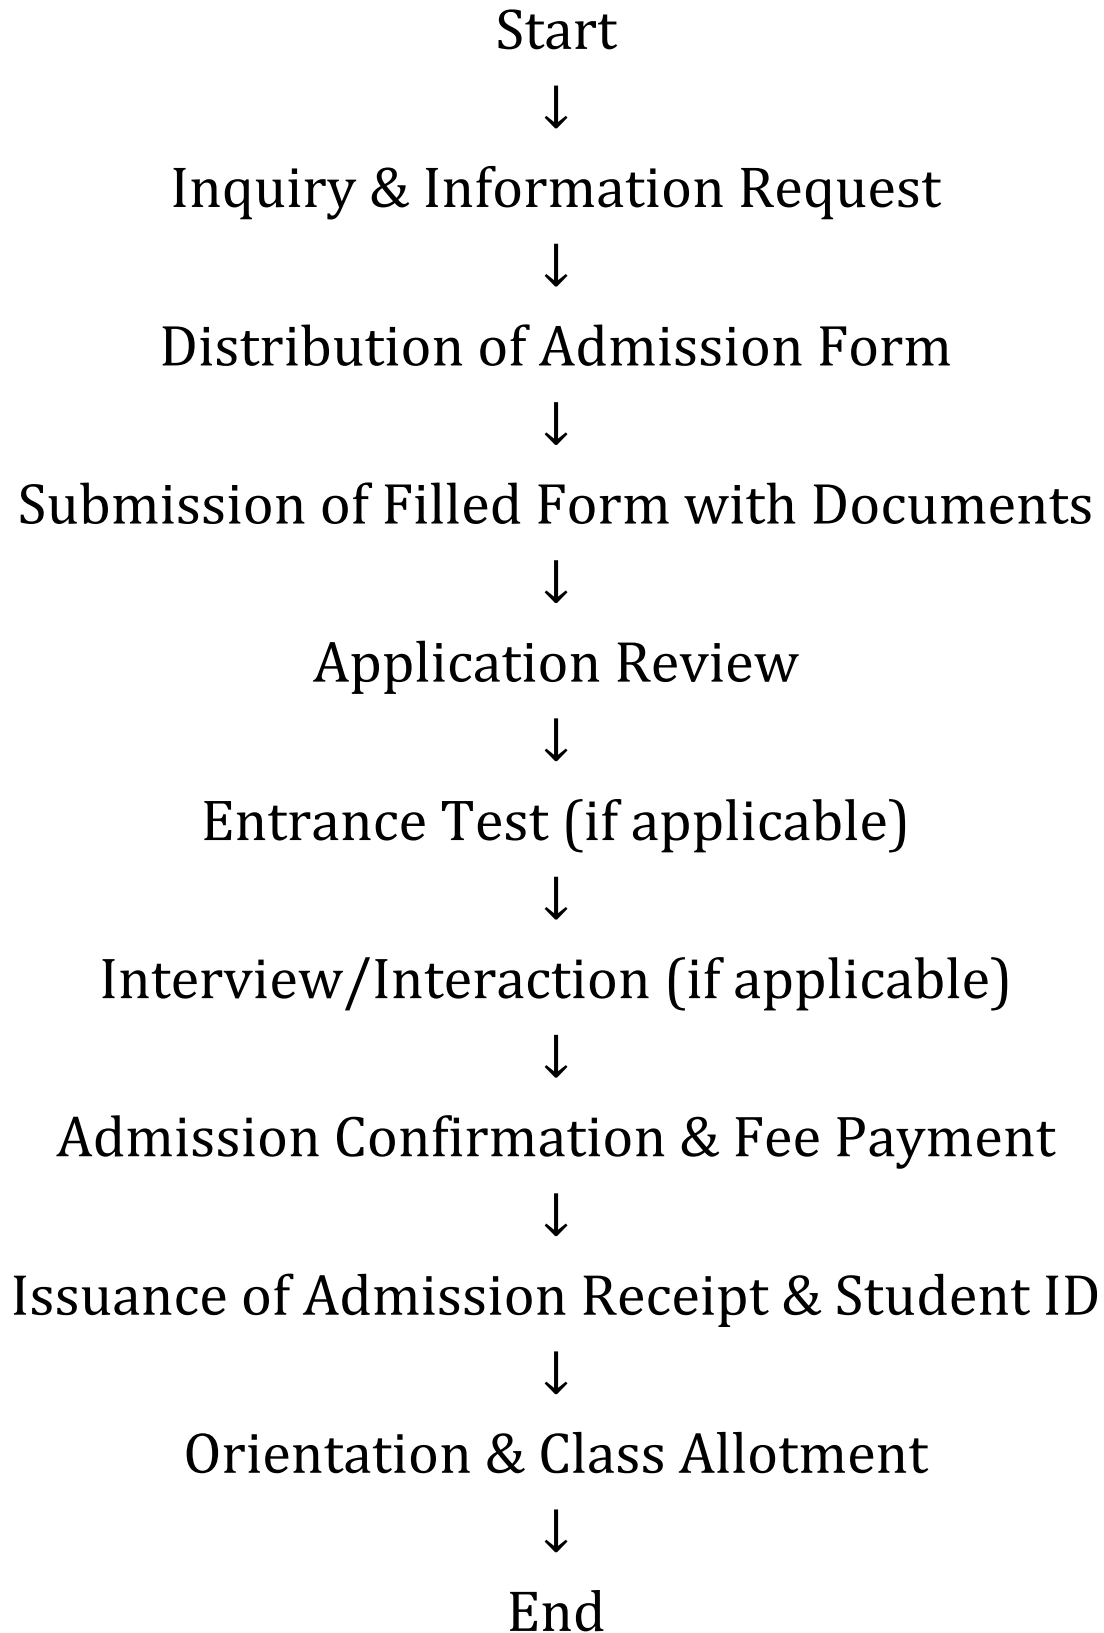 Start
↓
Inquiry & Information Request
↓
Distribution of Admission Form
↓
Submission of Filled Form with Documents
↓
Application Review
↓
Entrance Test (if applicable)
↓
Interview/Interaction (if applicable)
↓
Admission Confirmation & Fee Payment
↓
Issuance of Admission Receipt & Student ID
↓
Orientation & Class Allotment
↓
End